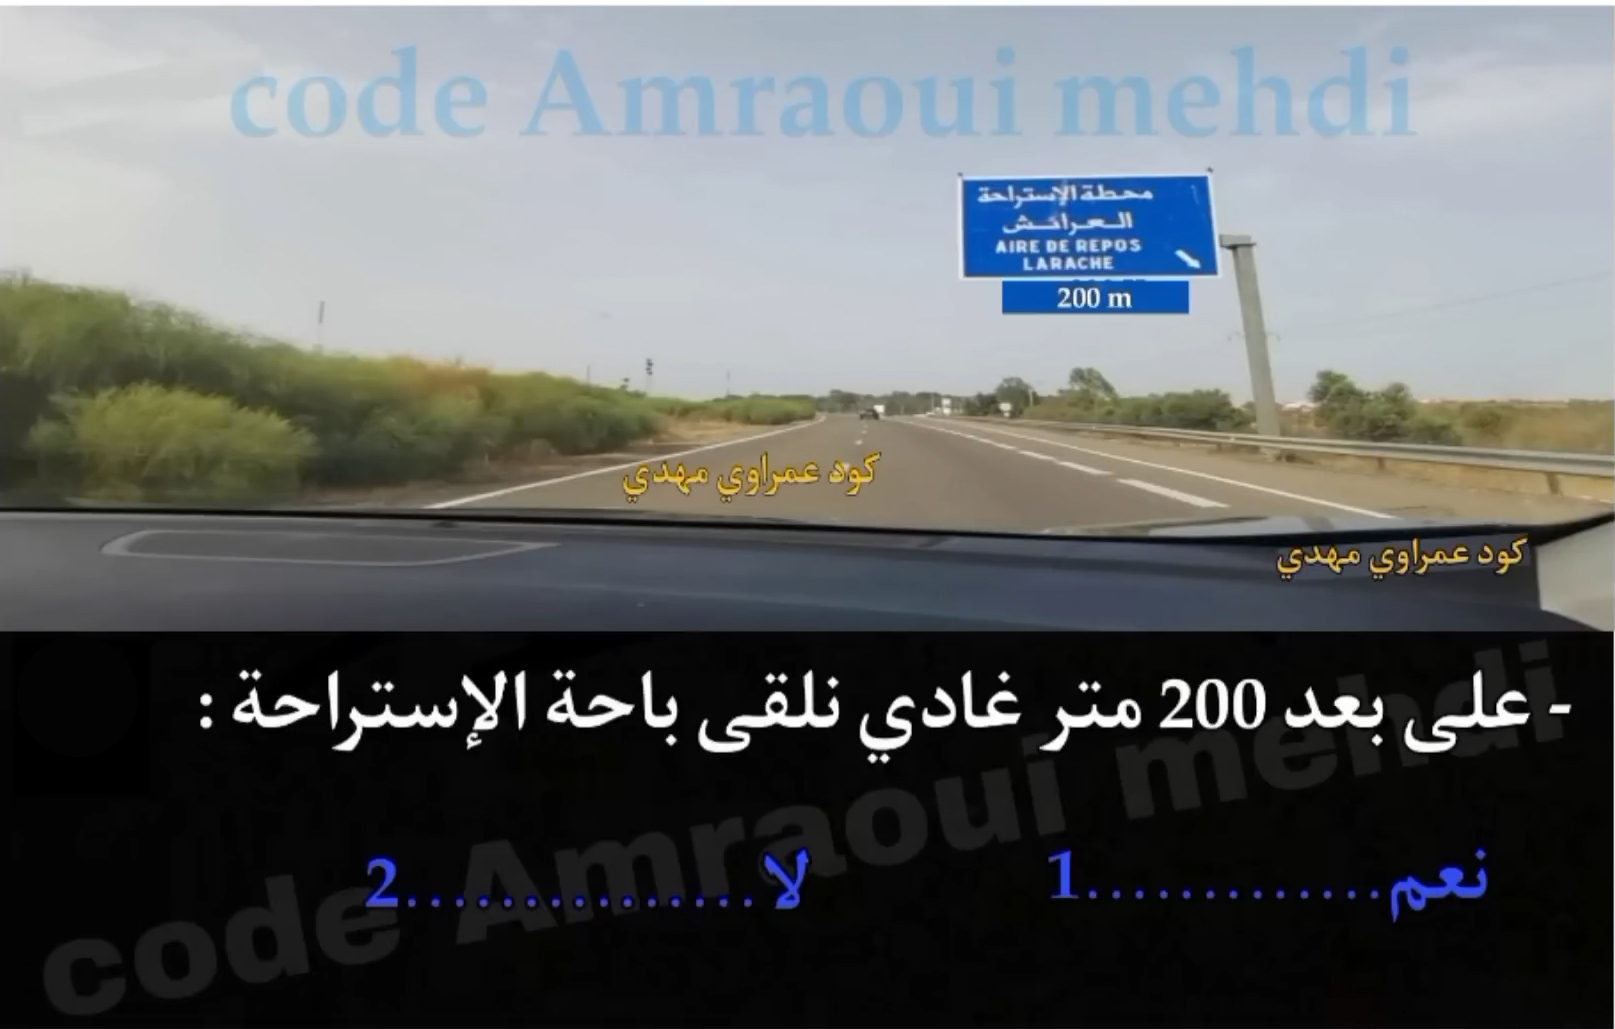 code Amraoui mehdi
محطة الإستراحة
العرائش
AIRE DE REPOS
LARACHE
200 m
كود عمراوي مهدي
كود عمراوي مهدي
- على بعد 200 متر غادي نلقى باحة الإستراحة :
نعم.............1
لا...............2
code Amraoui mehdi